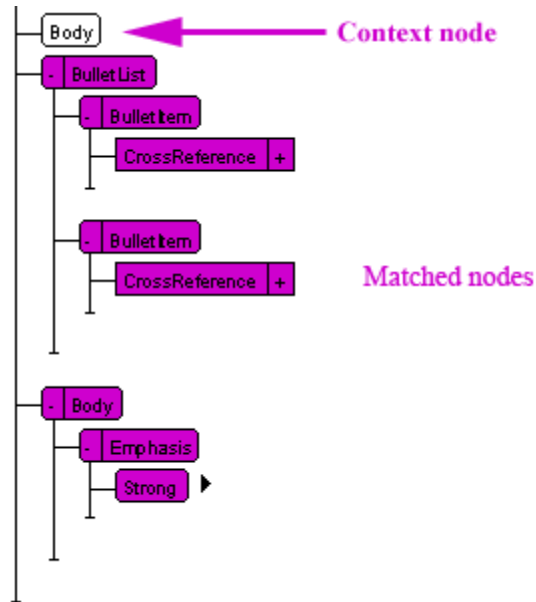 Body
Context node
- BulletList
- BulletItem
CrossReference +
- BulletItem
CrossReference +
Matched nodes
- Body
- Emphasis
Strong